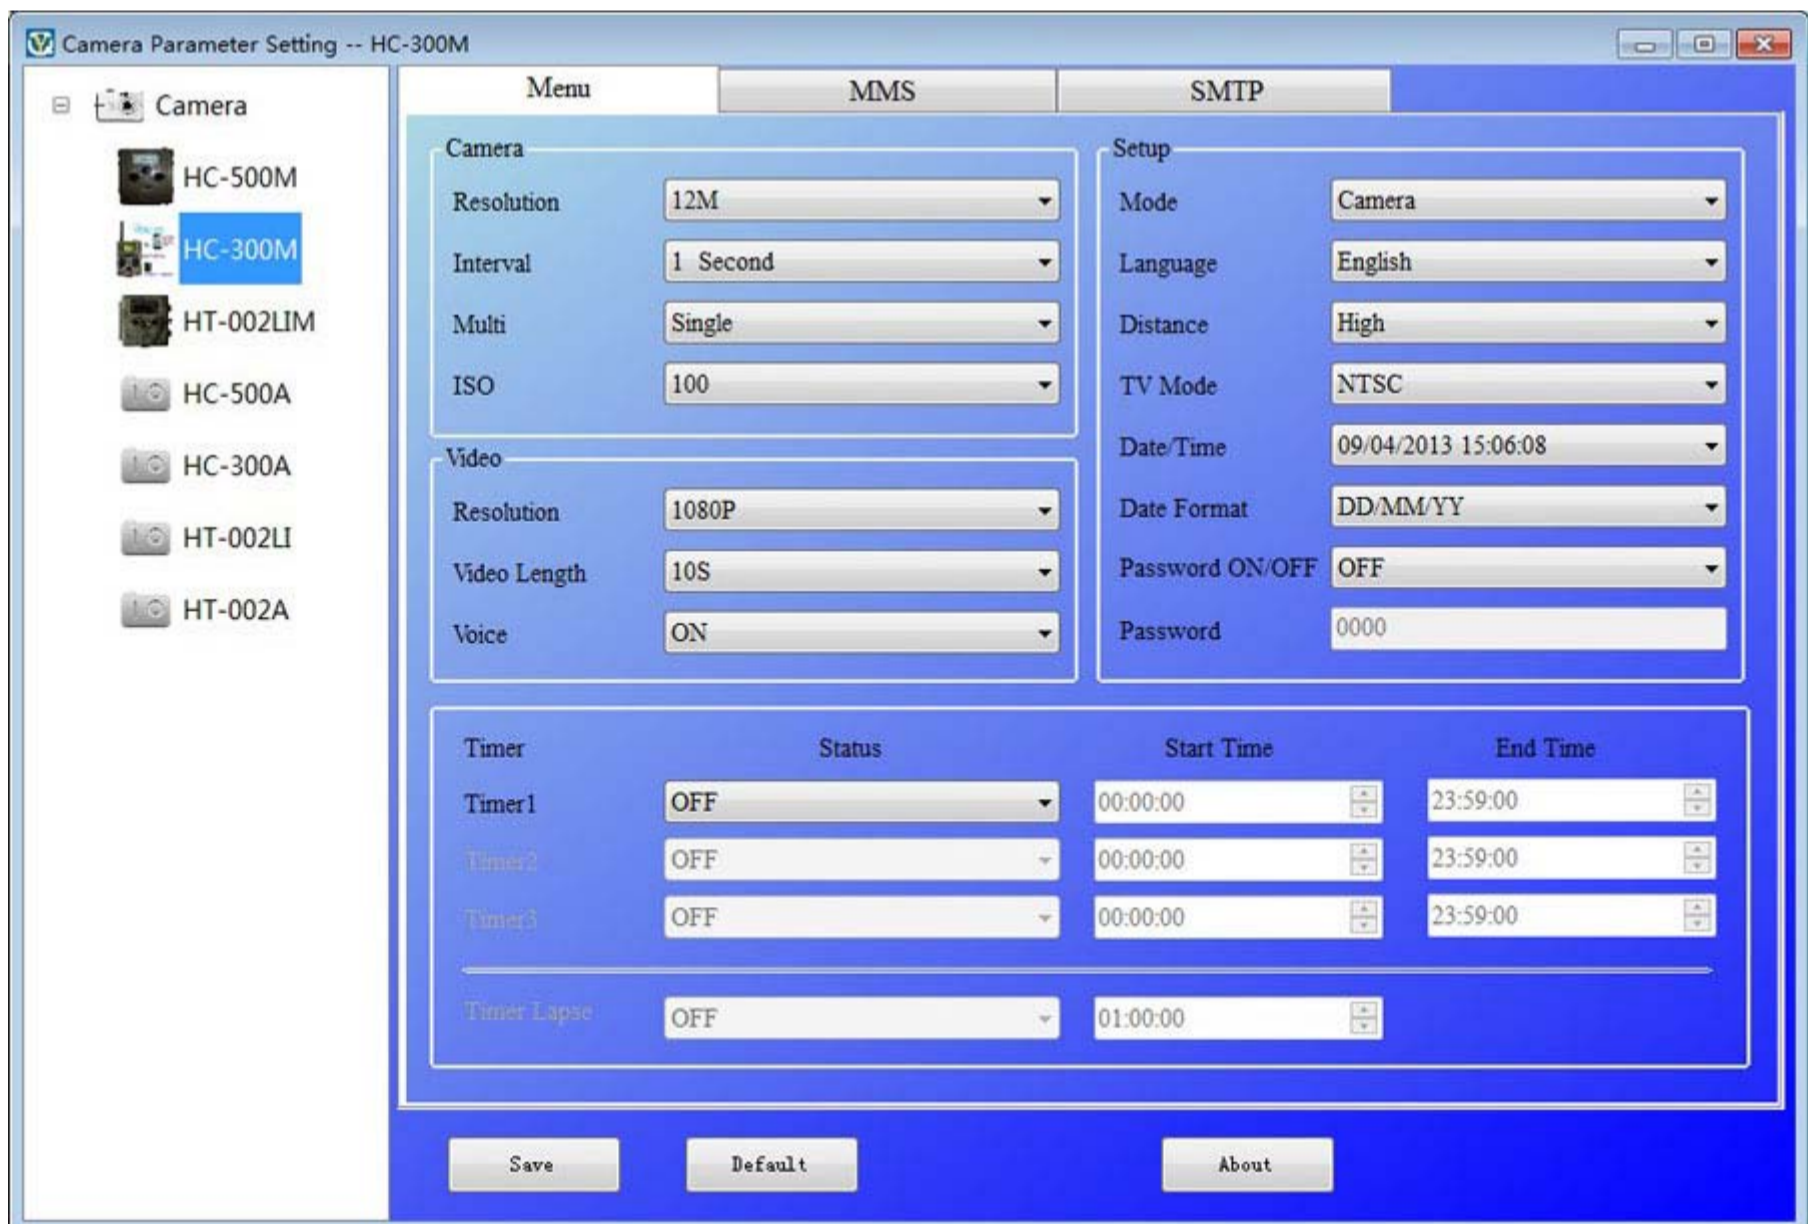 Camera Parameter Setting -- HC-300M
Camera
HC-500M
HC-300M
HT-002LIM
HC-500A
HC-300A
HT-002LI
HT-002A
Menu MMS SMTP
Camera
Resolution 12M
Interval 1 Second
Multi Single
ISO 100
Video
Resolution 1080P
Video Length 10S
Voice ON
Setup
Mode Camera
Language English
Distance High
TV Mode NTSC
Date/Time 09/04/2013 15:06:08
Date Format DD/MM/YY
Password ON/OFF OFF
Password 0000
Timer Status Start Time End Time
Timer1 OFF 00:00:00 23:59:00
Timer2 OFF 00:00:00 23:59:00
Timer3 OFF 00:00:00 23:59:00
Timer Lapse OFF 01:00:00
Save Default About